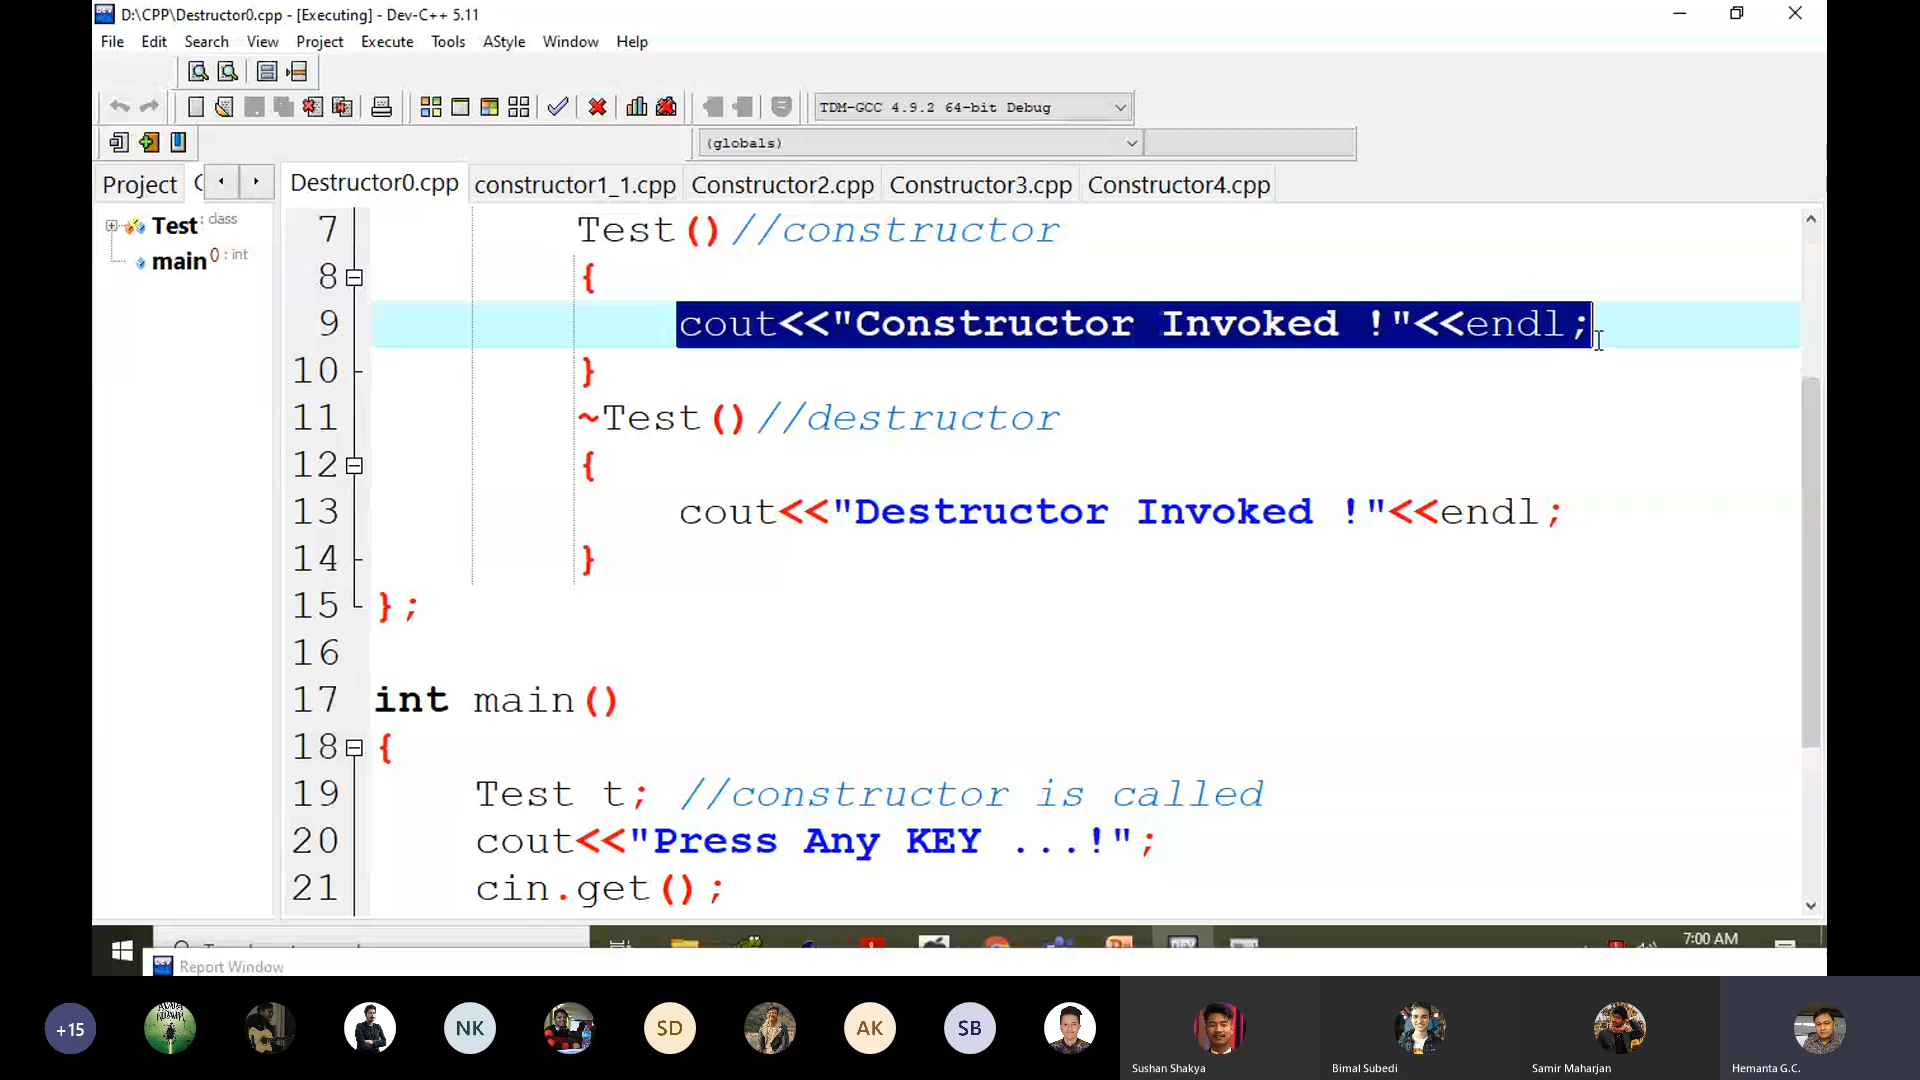 D:\CPP\Destructor0.cpp - [Executing] - Dev-C++ 5.11
File Edit Search View Project Execute Tools AStyle Window Help
TDM-GCC 4.9.2 64-bit Debug
(globals)
Project Destructor0.cpp constructor1_1.cpp Constructor2.cpp Constructor3.cpp Constructor4.cpp
Test : class
main () : int
7 Test()//constructor
8 {
9 cout<<"Constructor Invoked !"<<endl;
10 }
11 ~Test()//destructor
12 {
13 cout<<"Destructor Invoked !"<<endl;
14 }
15 };
16
17 int main()
18 {
19 Test t; //constructor is called
20 cout<<"Press Any KEY ...!";
21 cin.get();
7:00 AM
Report Window
+15 NK SD AK SB
Sushan Shakya Bimal Subedi Samir Maharjan Hemanta G.C.